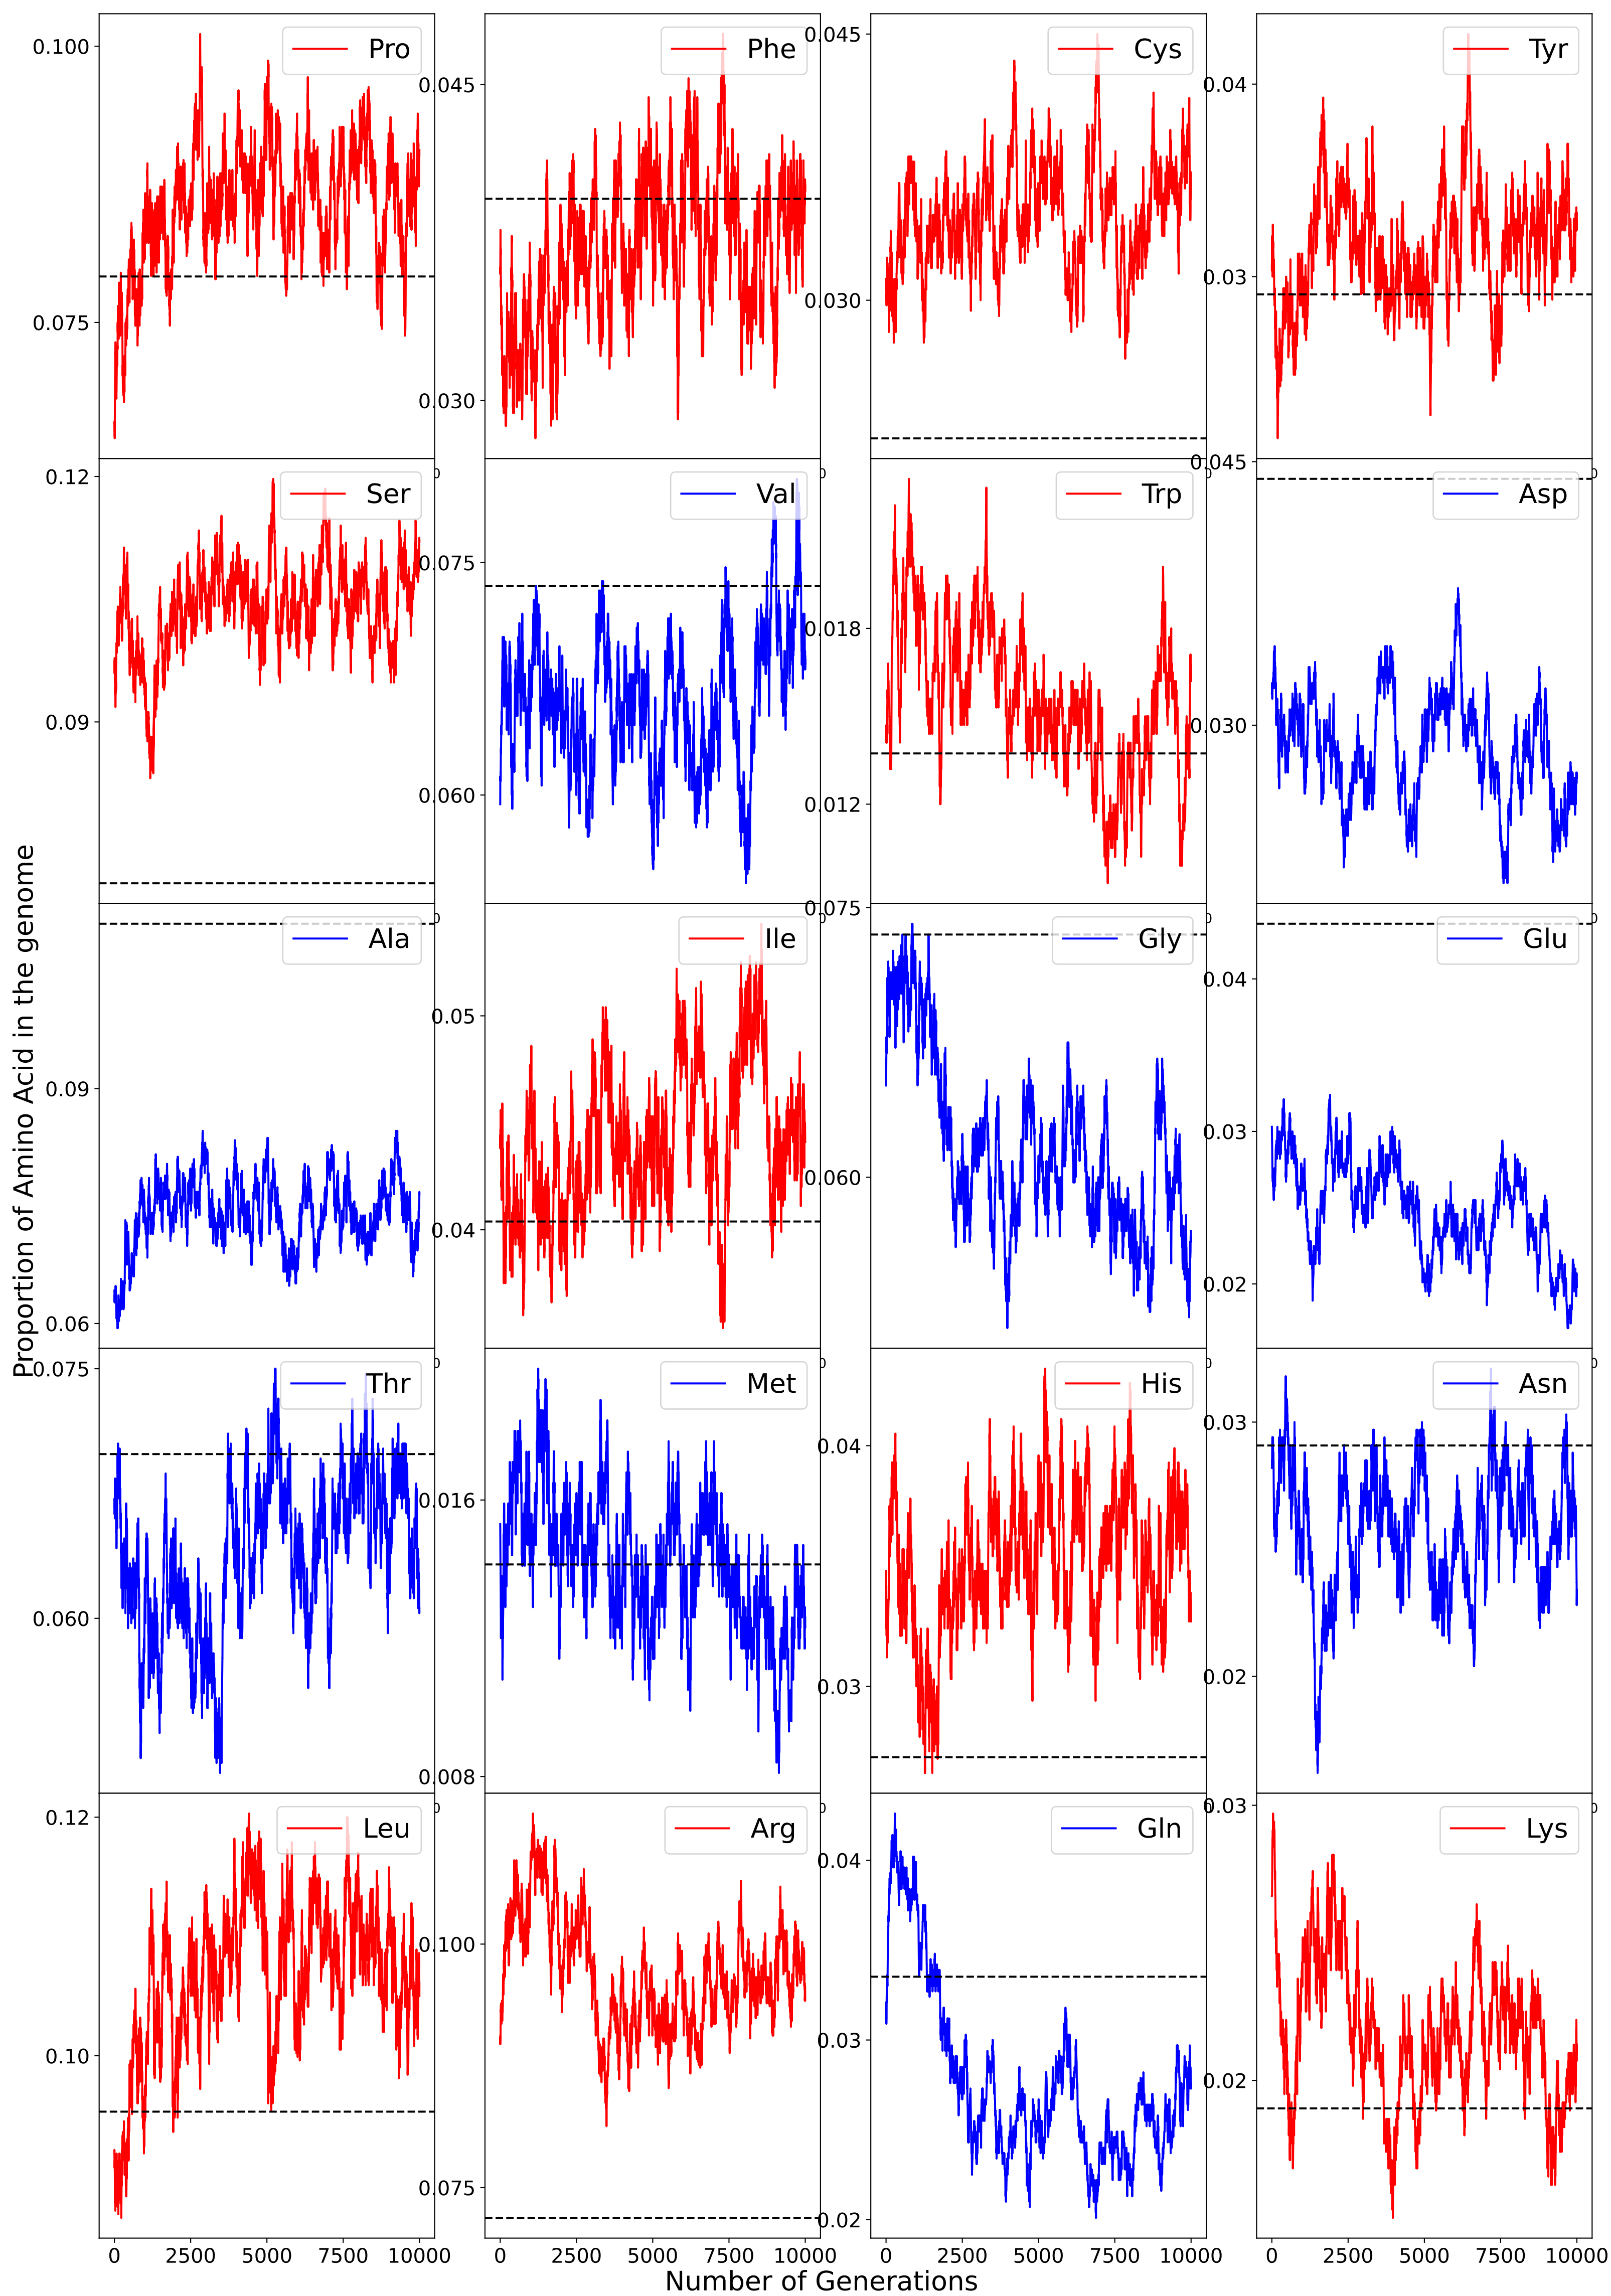 Proportion of Amino Acid in the genome
Pro
0.100
0.075
Phe
0.045
0.030
Cys
0.045
0.030
Tyr
0.04
0.03
Ser
0.12
0.09
Val
0.075
0.060
Trp
0.018
0.012
Asp
0.045
0.030
Ala
0.09
0.06
Ile
0.05
0.04
Gly
0.075
0.060
Glu
0.04
0.03
0.02
Thr
0.075
0.060
Met
0.016
0.008
His
0.04
0.03
Asn
0.03
0.02
Leu
0.12
0.10
0 2500 5000 7500 10000
Arg
0.100
0.075
0 2500 5000 7500 10000
Gln
0.04
0.03
0.02
0 2500 5000 7500 10000
Lys
0.03
0.02
0 2500 5000 7500 10000
Number of Generations